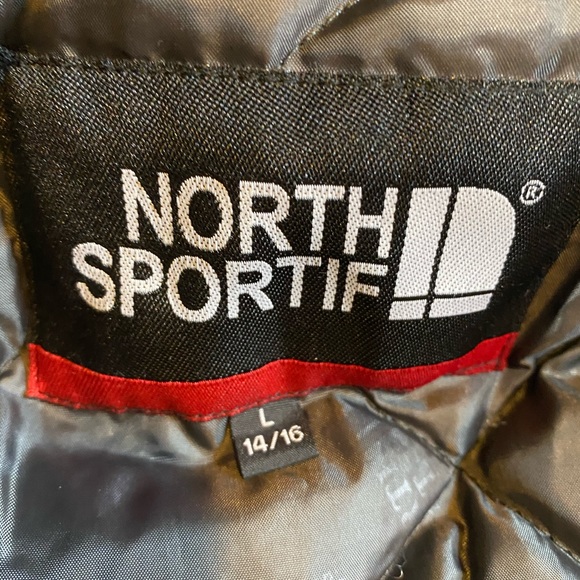 NORTH
SPORTIF
®
L
14/16